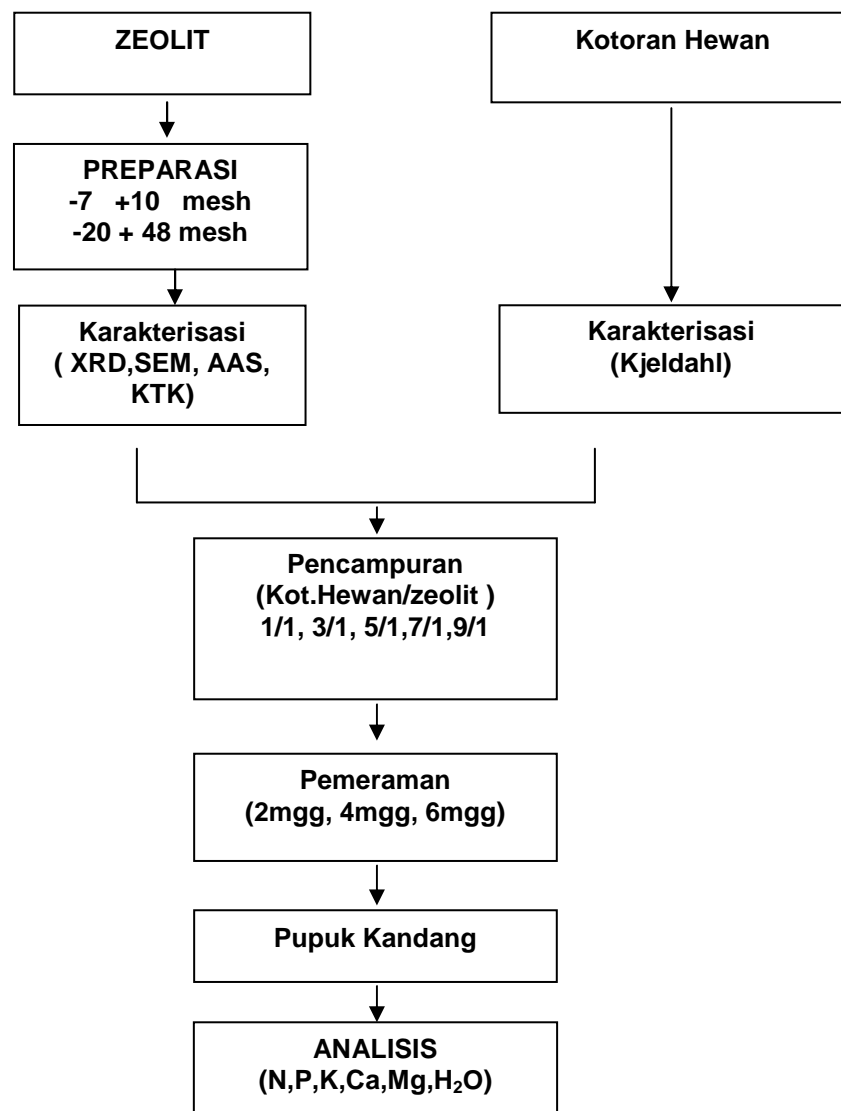 ZEOLIT
Kotoran Hewan
PREPARASI
-7 +10 mesh
-20 + 48 mesh
Karakterisasi
( XRD,SEM, AAS,
KTK)
Karakterisasi
(Kjeldahl)
Pencampuran
(Kot.Hewan/zeolit )
1/1, 3/1, 5/1,7/1,9/1
Pemeraman
(2mgg, 4mgg, 6mgg)
Pupuk Kandang
ANALISIS
(N,P,K,Ca,Mg,H₂O)